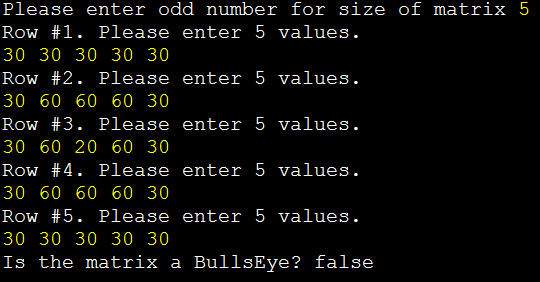 Please enter odd number for size of matrix 5
Row #1. Please enter 5 values.
30 30 30 30 30
Row #2. Please enter 5 values.
30 60 60 60 30
Row #3. Please enter 5 values.
30 60 20 60 30
Row #4. Please enter 5 values.
30 60 60 60 30
Row #5. Please enter 5 values.
30 30 30 30 30
Is the matrix a BullsEye? false